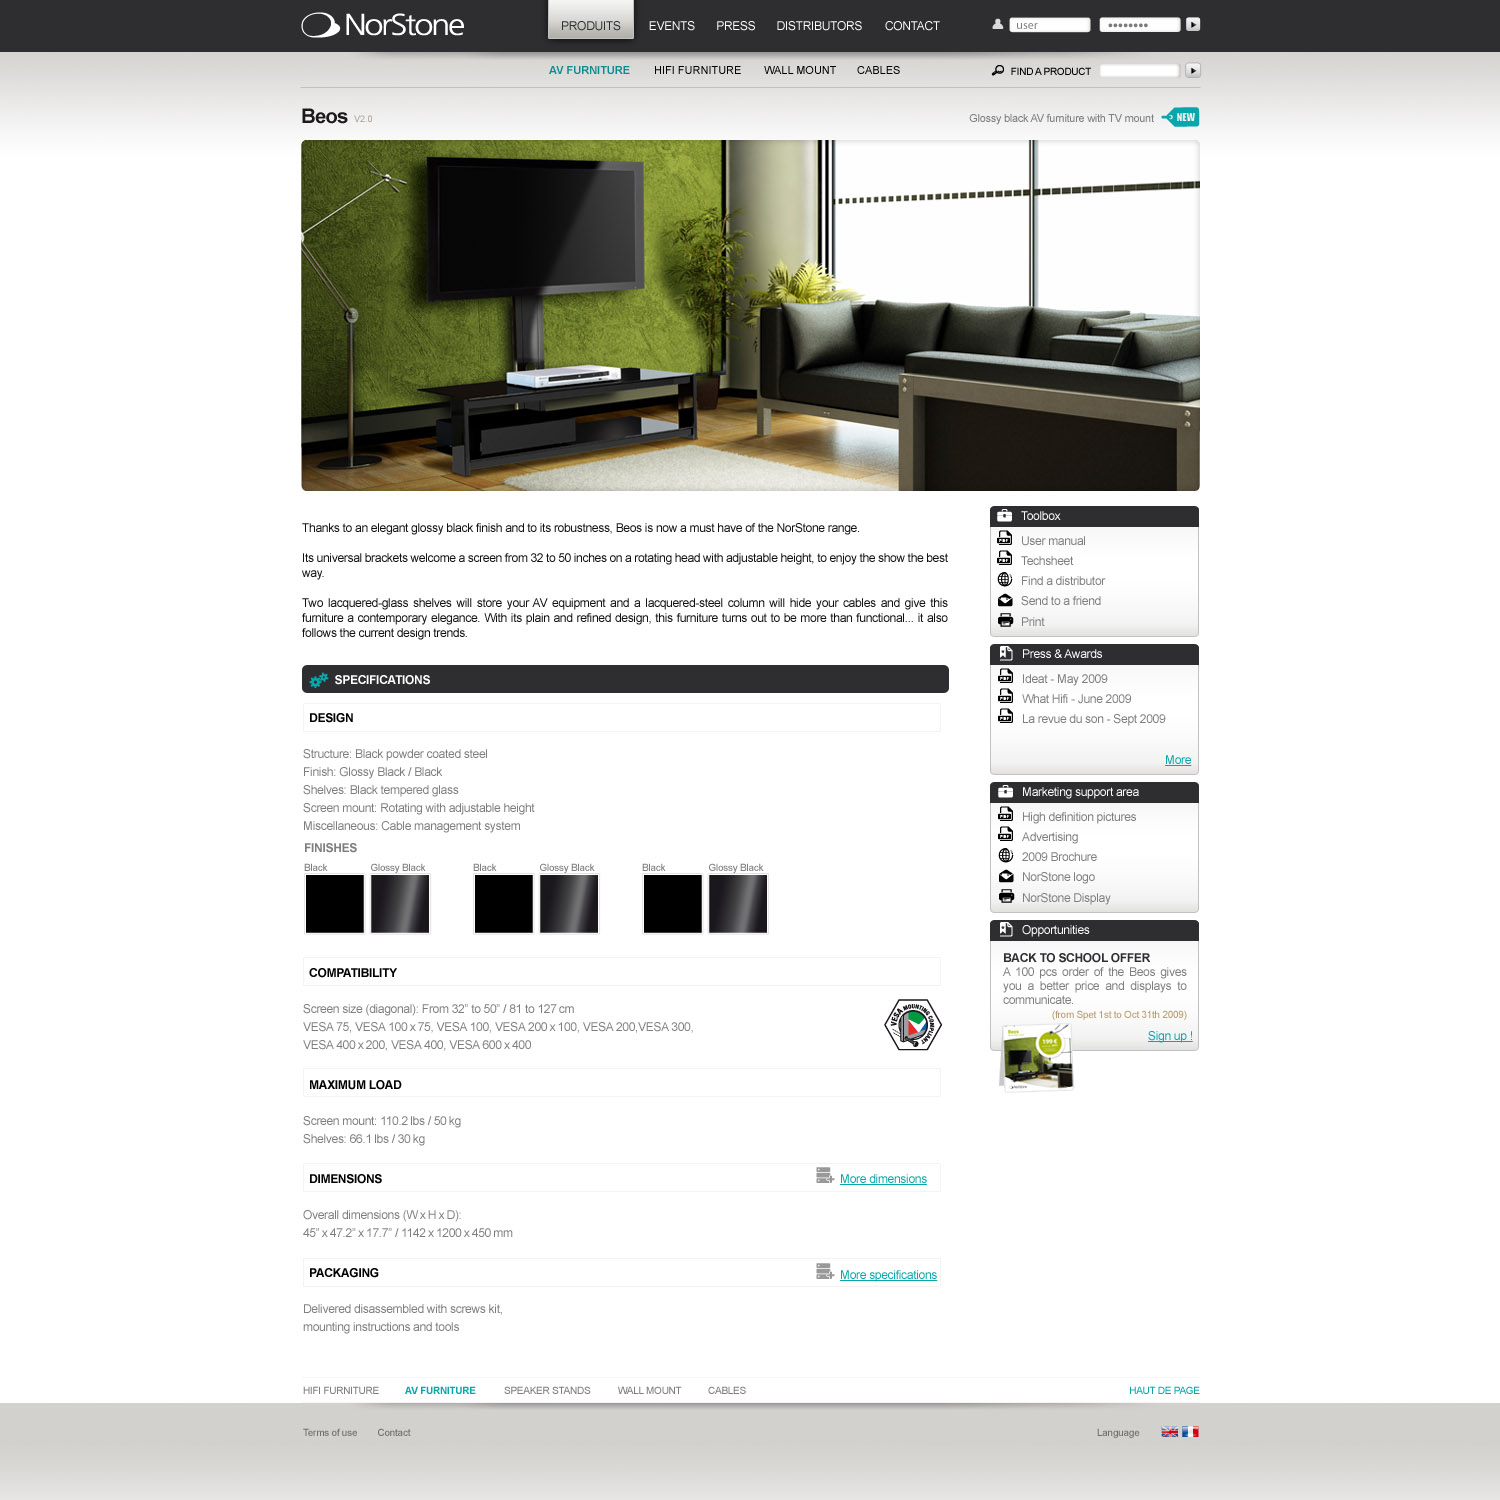 NorStone
PRODUITS EVENTS PRESS DISTRIBUTORS CONTACT
user ••••••••
AV FURNITURE HIFI FURNITURE WALL MOUNT CABLES
FIND A PRODUCT
Beos V2.0
Glossy black AV furniture with TV mount NEW
Thanks to an elegant glossy black finish and to its robustness, Beos is now a must have of the NorStone range.
Its universal brackets welcome a screen from 32 to 50 inches on a rotating head with adjustable height, to enjoy the show the best
way.
Two lacquered-glass shelves will store your AV equipment and a lacquered-steel column will hide your cables and give this
furniture a contemporary elegance. With its plain and refined design, this furniture turns out to be more than functional... it also
follows the current design trends.
SPECIFICATIONS
DESIGN
Structure: Black powder coated steel
Finish: Glossy Black / Black
Shelves: Black tempered glass
Screen mount: Rotating with adjustable height
Miscellaneous: Cable management system
FINISHES
Black Glossy Black Black Glossy Black Black Glossy Black
COMPATIBILITY
Screen size (diagonal): From 32" to 50" / 81 to 127 cm
VESA 75, VESA 100 x 75, VESA 100, VESA 200 x 100, VESA 200,VESA 300,
VESA 400 x 200, VESA 400, VESA 600 x 400
VESA MOUNTING COMPLIANT
MAXIMUM LOAD
Screen mount: 110.2 lbs / 50 kg
Shelves: 66.1 lbs / 30 kg
DIMENSIONS
More dimensions
Overall dimensions (W x H x D):
45" x 47.2" x 17.7" / 1142 x 1200 x 450 mm
PACKAGING
More specifications
Delivered disassembled with screws kit,
mounting instructions and tools
Toolbox
PDF User manual
PDF Techsheet
Find a distributor
Send to a friend
Print
Press & Awards
PDF Ideat - May 2009
PDF What Hifi - June 2009
PDF La revue du son - Sept 2009
More
Marketing support area
PDF High definition pictures
PDF Advertising
2009 Brochure
NorStone logo
NorStone Display
Opportunities
BACK TO SCHOOL OFFER
A 100 pcs order of the Beos gives
you a better price and displays to
communicate.
(from Spet 1st to Oct 31th 2009)
Sign up !
Beos
199 €
NorStone
HIFI FURNITURE AV FURNITURE SPEAKER STANDS WALL MOUNT CABLES
HAUT DE PAGE
Terms of use Contact
Language